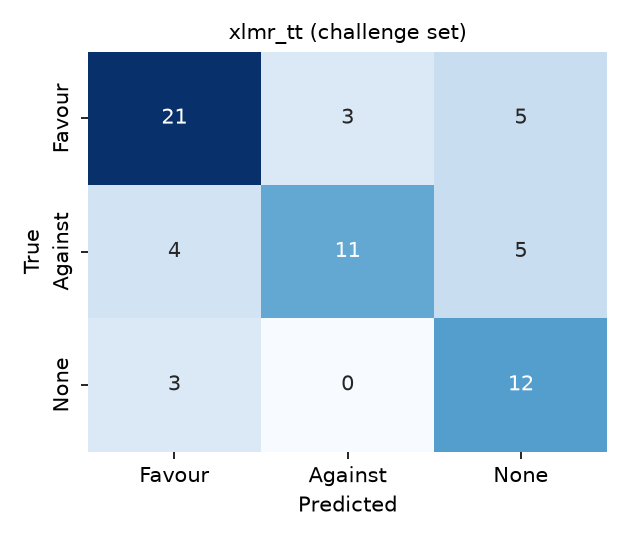 xlmr_tt (challenge set)
True
Favour
21 3 5
Against
4 11 5
None
3 0 12
Favour Against None
Predicted